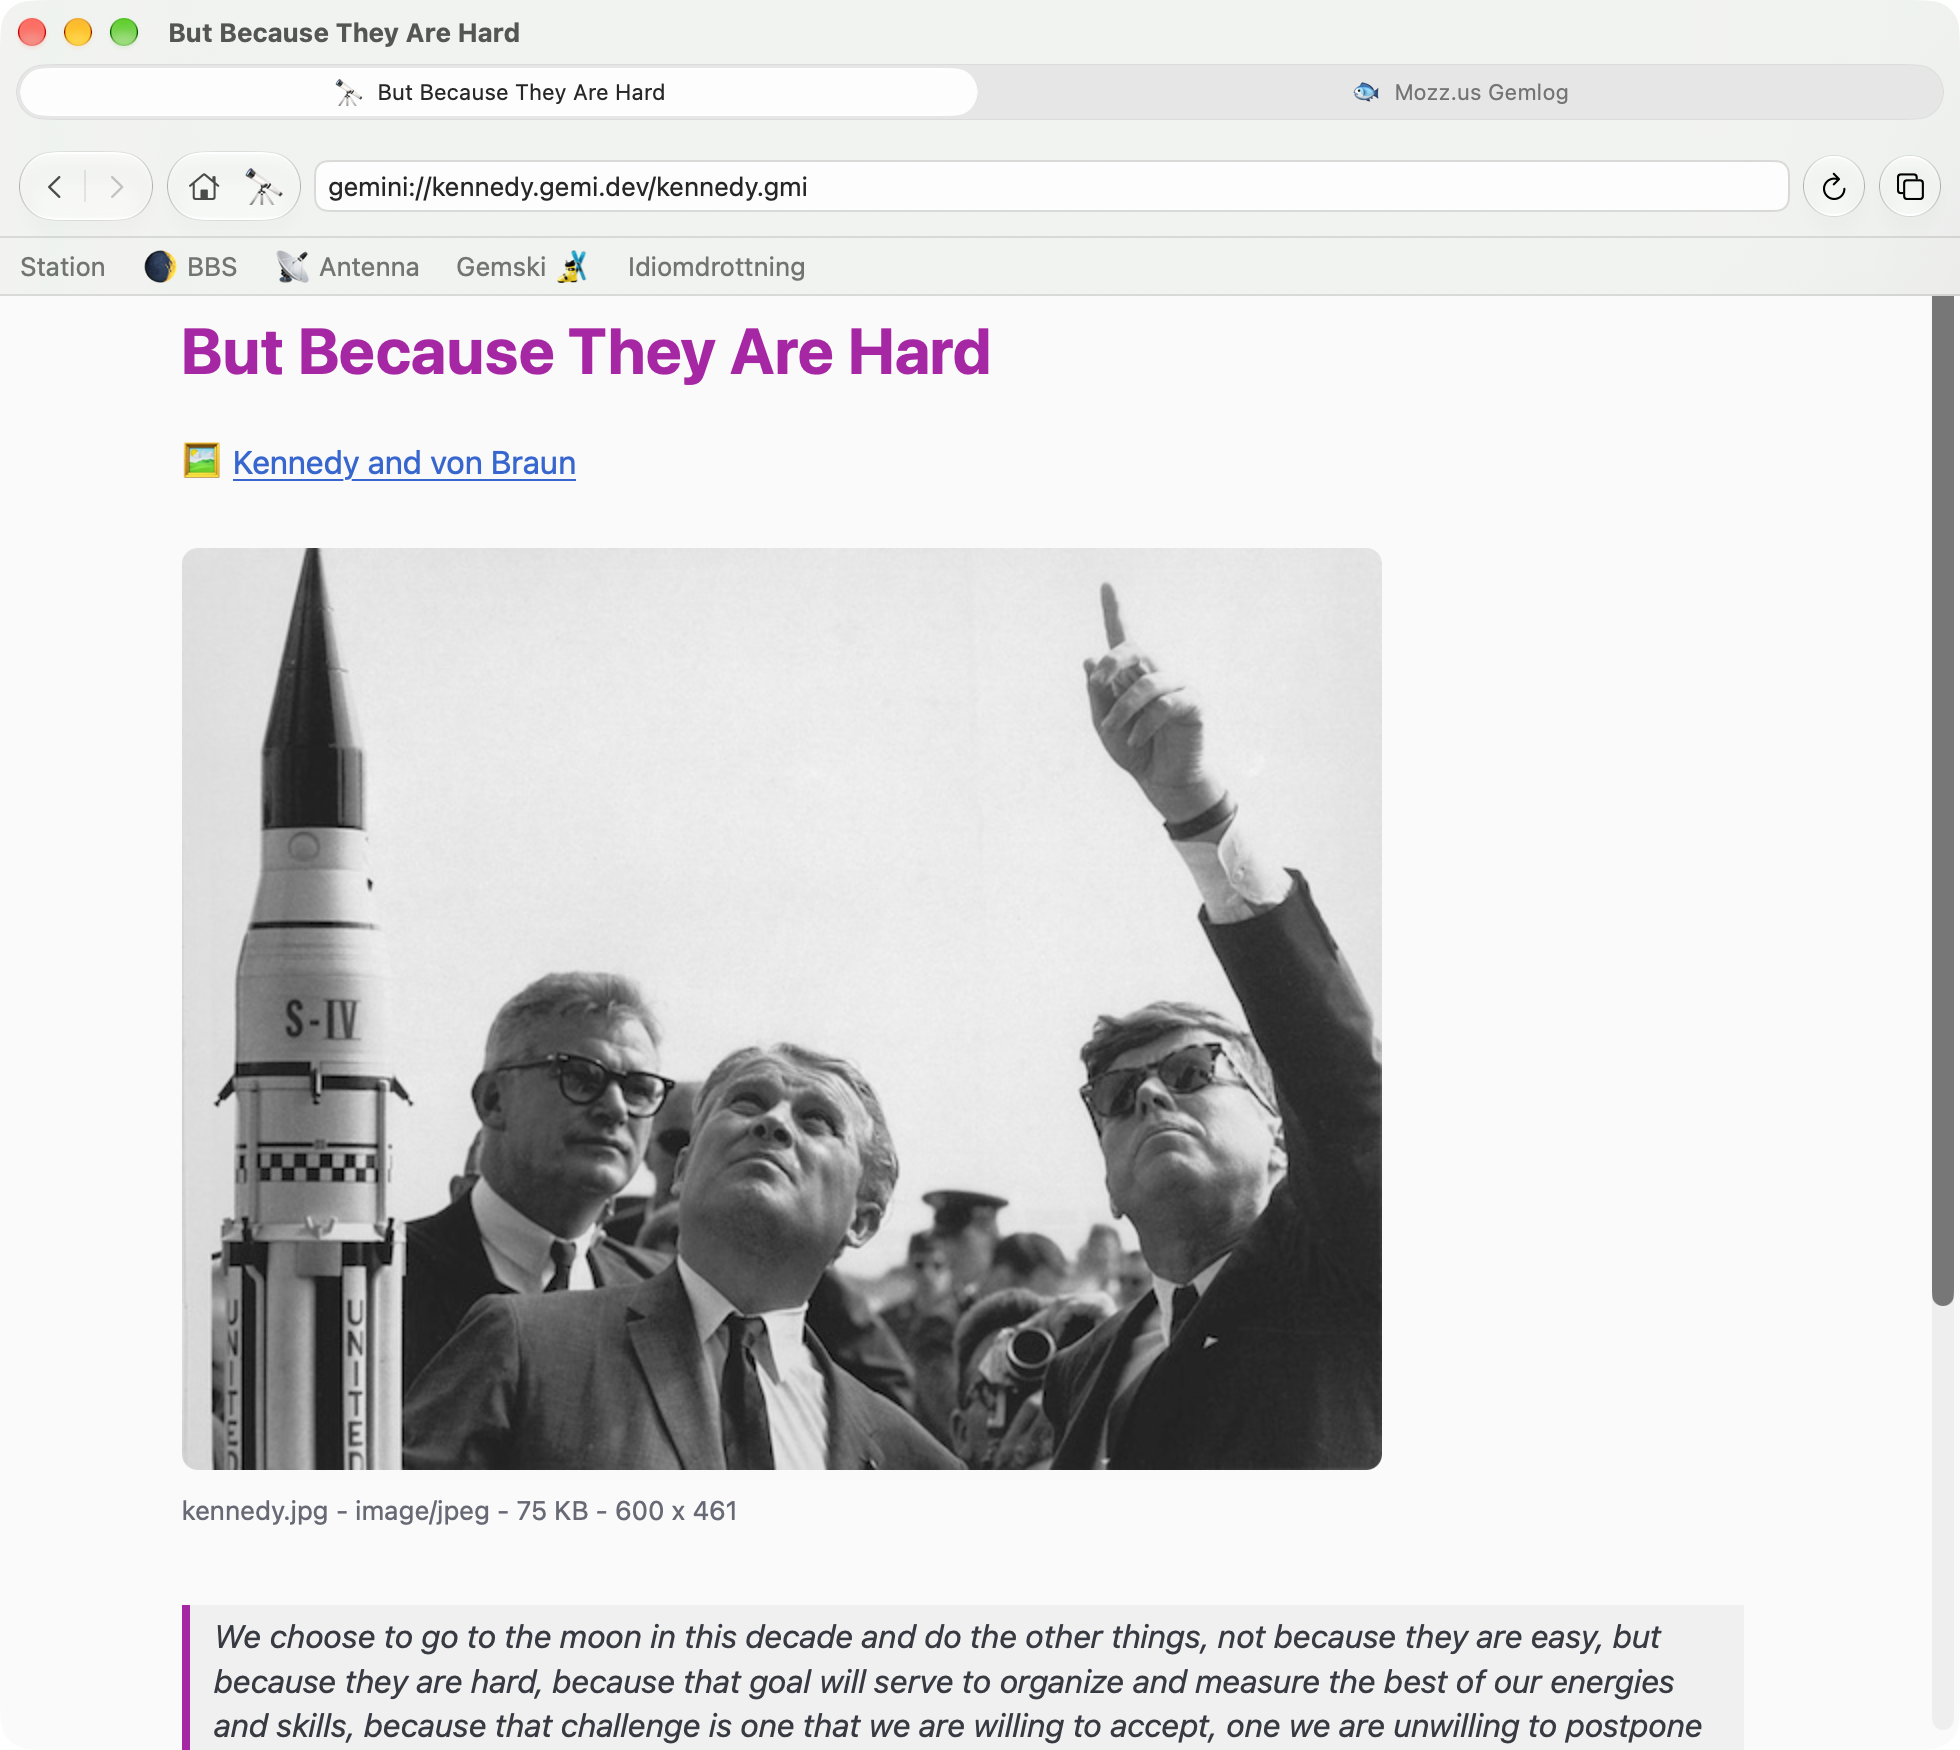 But Because They Are Hard
But Because They Are Hard
Mozz.us Gemlog
gemini://kennedy.gemi.dev/kennedy.gmi
Station
BBS
Antenna
Gemski
Idiomdrottning
But Because They Are Hard
Kennedy and von Braun
S-IV
UNITED
UNITED
kennedy.jpg - image/jpeg - 75 KB - 600 x 461
We choose to go to the moon in this decade and do the other things, not because they are easy, but
because they are hard, because that goal will serve to organize and measure the best of our energies
and skills, because that challenge is one that we are willing to accept, one we are unwilling to postpone